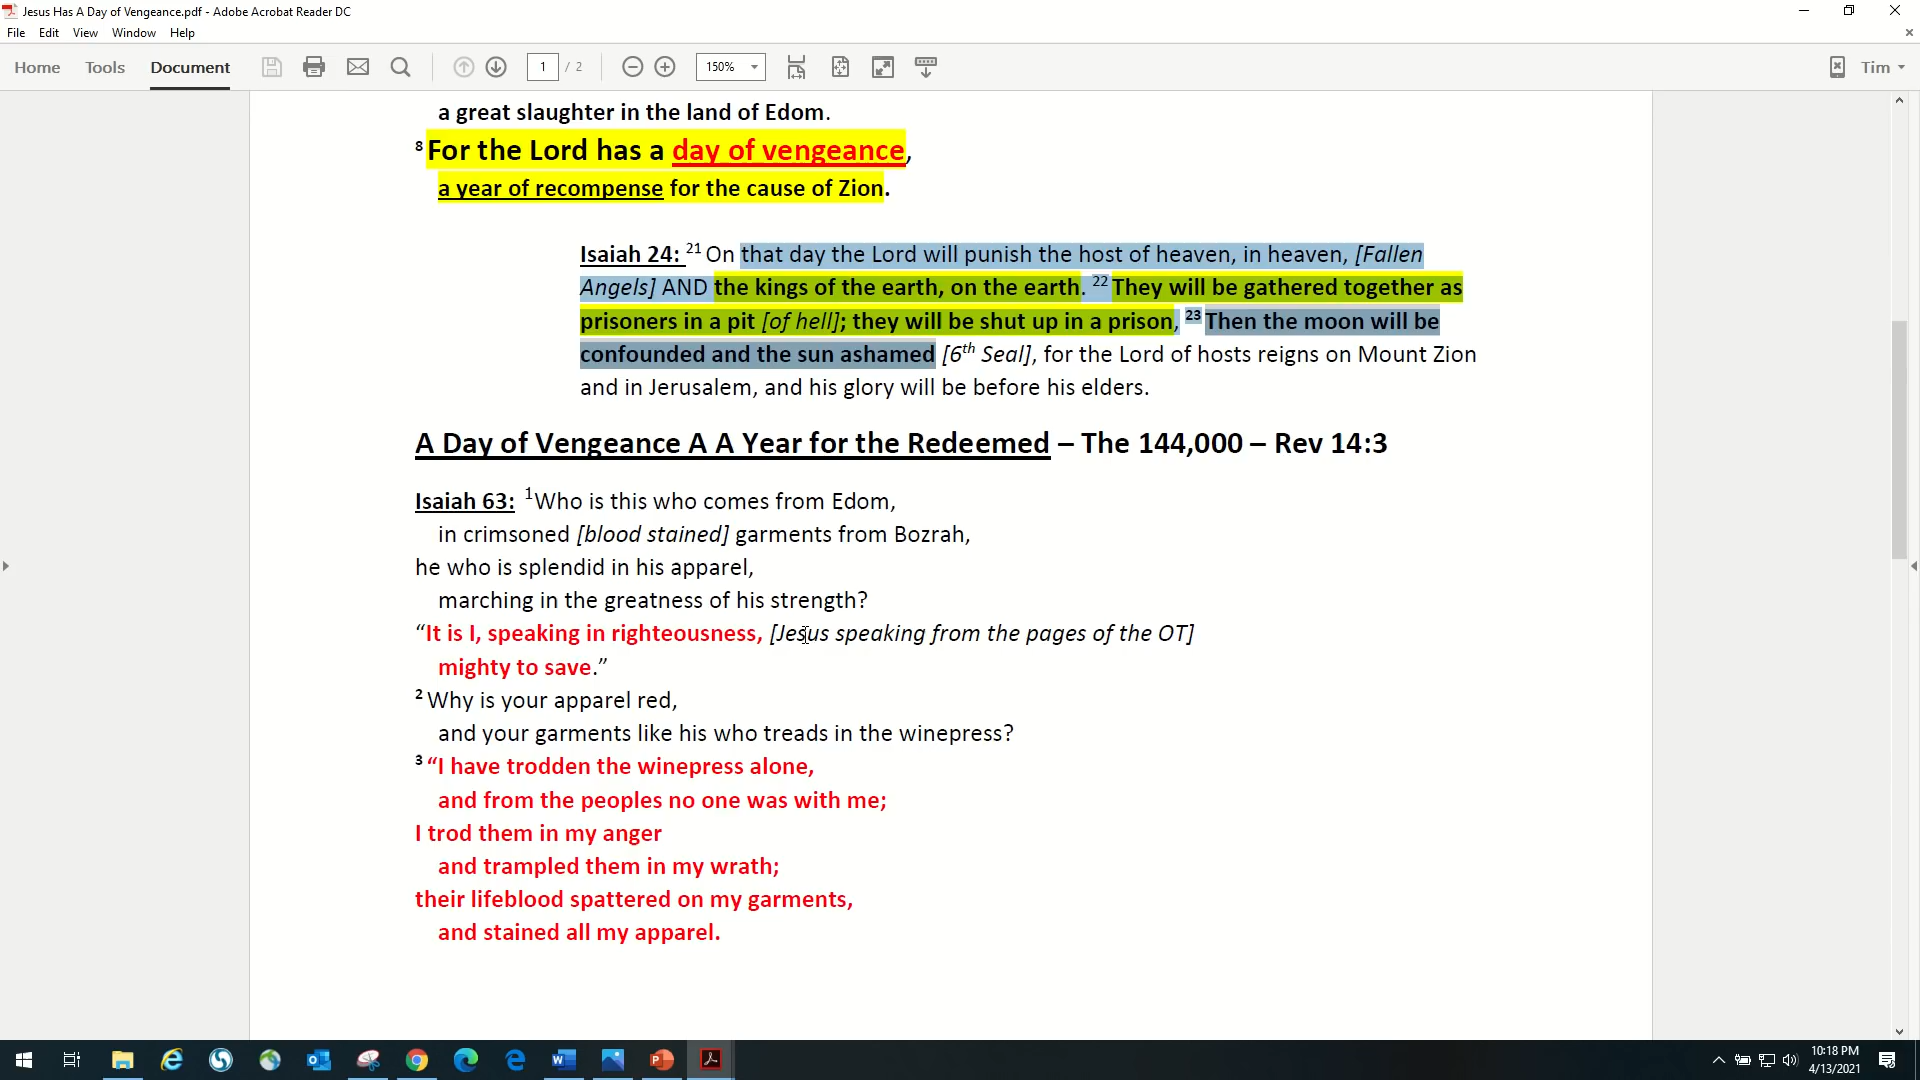 Jesus Has A Day of Vengeance.pdf - Adobe Acrobat Reader DC
File Edit View Window Help
Home Tools Document 1 / 2 150% Tim
a great slaughter in the land of Edom.
8 For the Lord has a day of vengeance,
a year of recompense for the cause of Zion.
Isaiah 24: 21 On that day the Lord will punish the host of heaven, in heaven, [Fallen
Angels] AND the kings of the earth, on the earth. 22 They will be gathered together as
prisoners in a pit [of hell]; they will be shut up in a prison, 23 Then the moon will be
confounded and the sun ashamed [6th Seal], for the Lord of hosts reigns on Mount Zion
and in Jerusalem, and his glory will be before his elders.
A Day of Vengeance A A Year for the Redeemed – The 144,000 – Rev 14:3
Isaiah 63: 1Who is this who comes from Edom,
in crimsoned [blood stained] garments from Bozrah,
he who is splendid in his apparel,
marching in the greatness of his strength?
“It is I, speaking in righteousness, [Jesus speaking from the pages of the OT]
mighty to save.”
2 Why is your apparel red,
and your garments like his who treads in the winepress?
3 “I have trodden the winepress alone,
and from the peoples no one was with me;
I trod them in my anger
and trampled them in my wrath;
their lifeblood spattered on my garments,
and stained all my apparel.
10:18 PM
4/13/2021